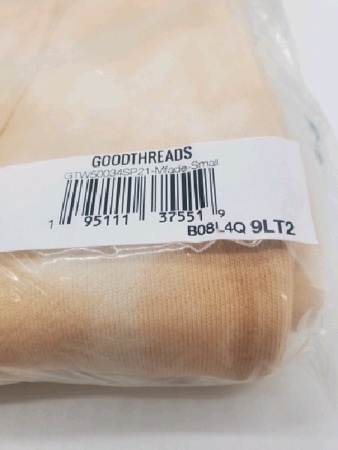 GOODTHREADS
GTW50034SP21-Mfade-Small
1 95111 37551 9
B08L4Q 9LT2